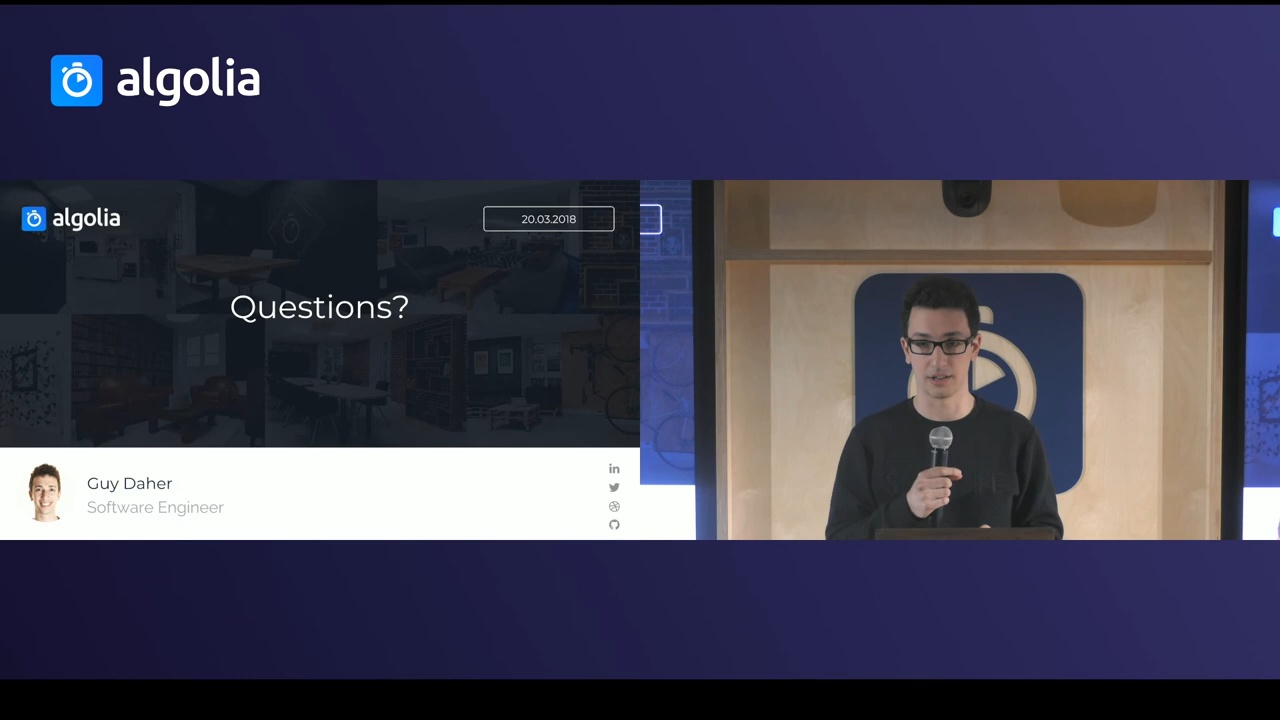 algolia
algolia
20.03.2018
Questions?
Guy Daher
Software Engineer
in